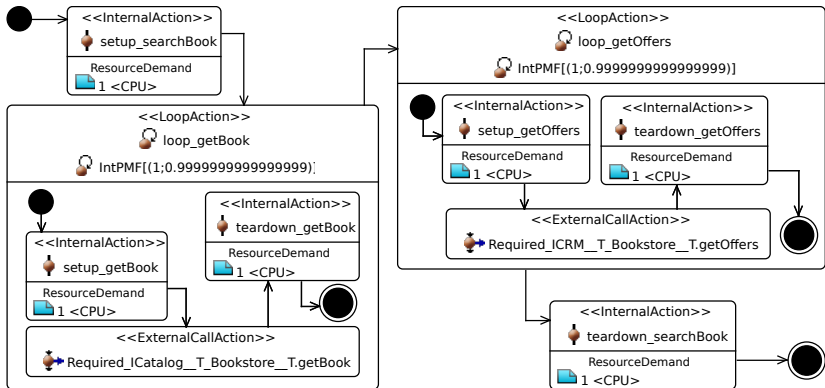 <<InternalAction>>
setup_searchBook
ResourceDemand
1 <CPU>
<<LoopAction>>
loop_getBook
IntPMF[(1;0.9999999999999999)]
<<InternalAction>>
setup_getBook
ResourceDemand
1 <CPU>
<<ExternalCallAction>>
Required_ICatalog__T_Bookstore__T.getBook
<<InternalAction>>
teardown_getBook
ResourceDemand
1 <CPU>
<<LoopAction>>
loop_getOffers
IntPMF[(1;0.9999999999999999)]
<<InternalAction>>
setup_getOffers
ResourceDemand
1 <CPU>
<<ExternalCallAction>>
Required_ICRM__T_Bookstore__T.getOffers
<<InternalAction>>
teardown_getOffers
ResourceDemand
1 <CPU>
<<InternalAction>>
teardown_searchBook
ResourceDemand
1 <CPU>